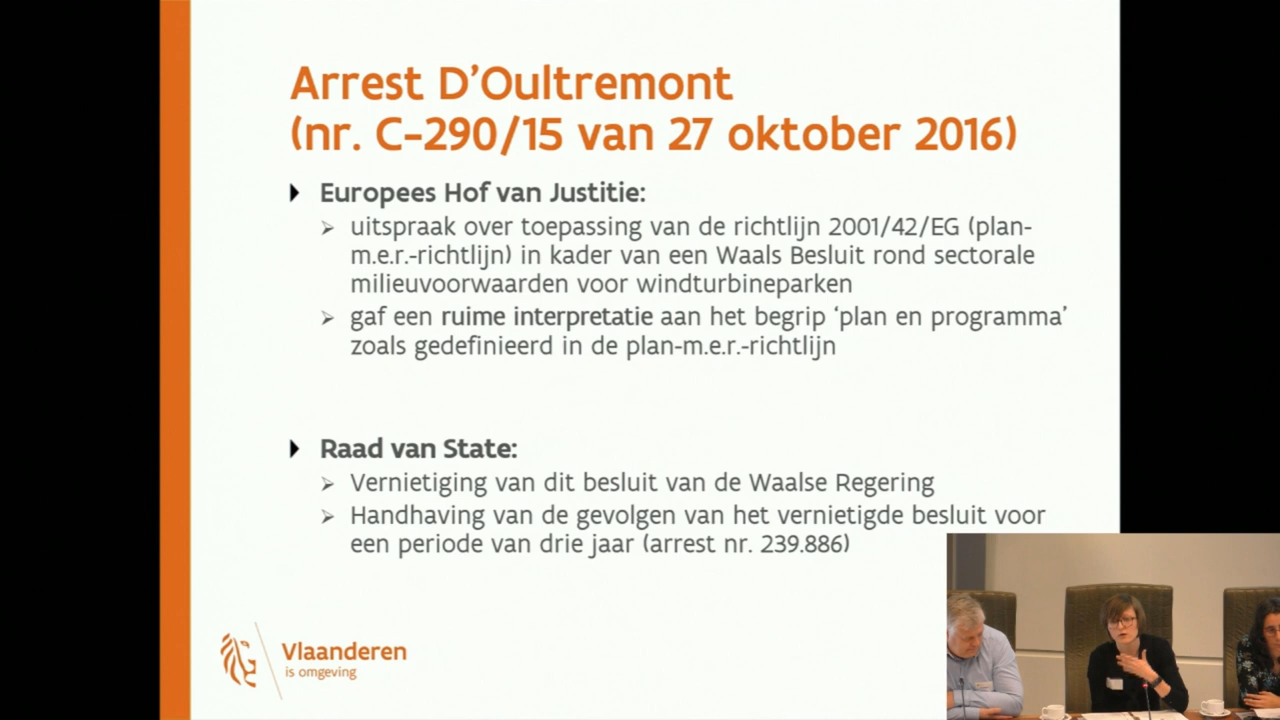 Arrest D'Oultremont
(nr. C-290/15 van 27 oktober 2016)
Europees Hof van Justitie:
uitspraak over toepassing van de richtlijn 2001/42/EG (plan-
m.e.r.-richtlijn) in kader van een Waals Besluit rond sectorale
milieuvoorwaarden voor windturbineparken
gaf een ruime interpretatie aan het begrip ‘plan en programma’
zoals gedefinieerd in de plan-m.e.r.-richtlijn
Raad van State:
Vernietiging van dit besluit van de Waalse Regering
Handhaving van de gevolgen van het vernietigde besluit voor
een periode van drie jaar (arrest nr. 239.886)
Vlaanderen
is omgeving